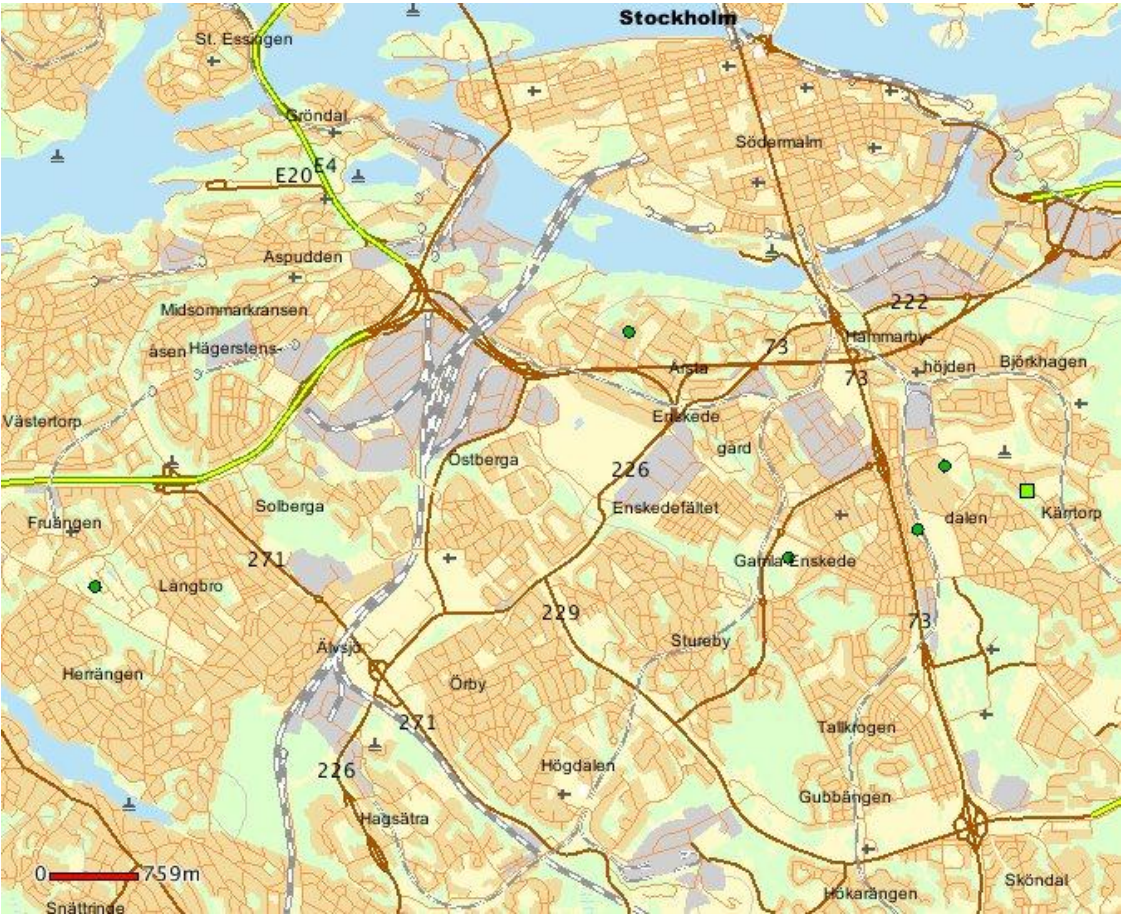 Stockholm
St. Essingen
Gröndal
Södermalm
E4
E20
Aspudden
222
Midsommarkransen
Hammarby-
73
åsen Hägerstens-
höjden
Björkhagen
Årsta
73
Enskede
Västertorp
gård
Östberga
226
Solberga
Enskedefältet
Kärrtorp
dalen
Fruängen
271
Gamla Enskede
Långbro
229
73
Stureby
Älvsjö
Herrängen
Örby
271
Tallkrogen
Högdalen
226
Gubbängen
Hagsätra
0 759m
Sköndal
Hökarängen
Snättringe